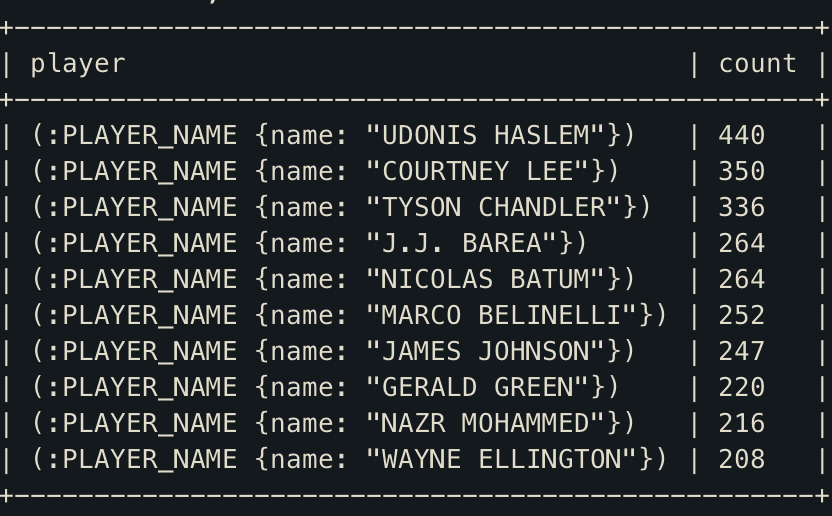 +---------------------------------------------------+
| player                                   | count |
+---------------------------------------------------+
| (:PLAYER_NAME {name: "UDONIS HASLEM"})   | 440   |
| (:PLAYER_NAME {name: "COURTNEY LEE"})    | 350   |
| (:PLAYER_NAME {name: "TYSON CHANDLER"})  | 336   |
| (:PLAYER_NAME {name: "J.J. BAREA"})      | 264   |
| (:PLAYER_NAME {name: "NICOLAS BATUM"})   | 264   |
| (:PLAYER_NAME {name: "MARCO BELINELLI"}) | 252   |
| (:PLAYER_NAME {name: "JAMES JOHNSON"})   | 247   |
| (:PLAYER_NAME {name: "GERALD GREEN"})    | 220   |
| (:PLAYER_NAME {name: "NAZR MOHAMMED"})   | 216   |
| (:PLAYER_NAME {name: "WAYNE ELLINGTON"}) | 208   |
+---------------------------------------------------+